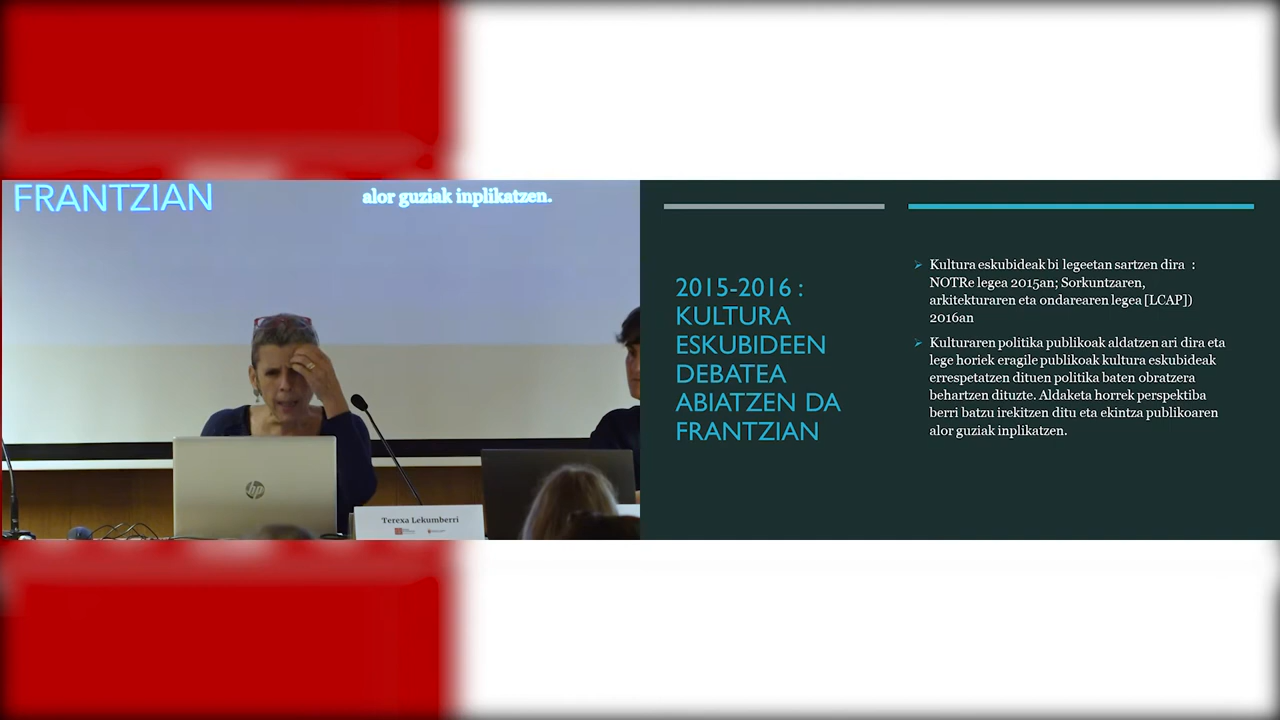 FRANTZIAN
alor guziak inplikatzen.
hp
Terexa Lekumberri
2015-2016 :
KULTURA
ESKUBIDEEN
DEBATEA
ABIATZEN DA
FRANTZIAN
Kultura eskubideak bi legeetan sartzen dira :
NOTRe legea 2015an; Sorkuntzaren,
arkitekturaren eta ondarearen legea [LCAP])
2016an
Kulturaren politika publikoak aldatzen ari dira eta
lege horiek eragile publikoak kultura eskubideak
errespetatzen dituen politika baten obratzera
behartzen dituzte. Aldaketa horrek perspektiba
berri batzu irekitzen ditu eta ekintza publikoaren
alor guziak inplikatzen.